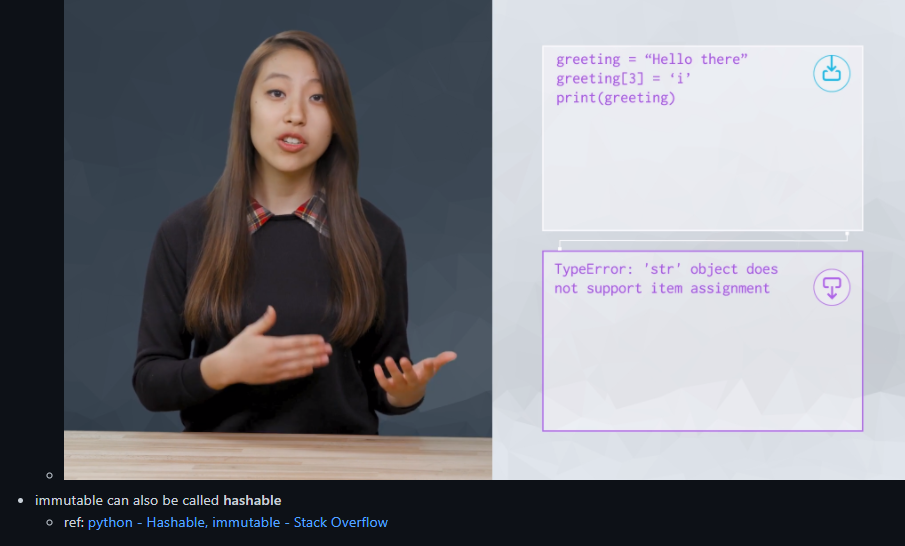 greeting = “Hello there”
greeting[3] = ‘i’
print(greeting)
TypeError: 'str' object does
not support item assignment
immutable can also be called hashable
ref: python - Hashable, immutable - Stack Overflow